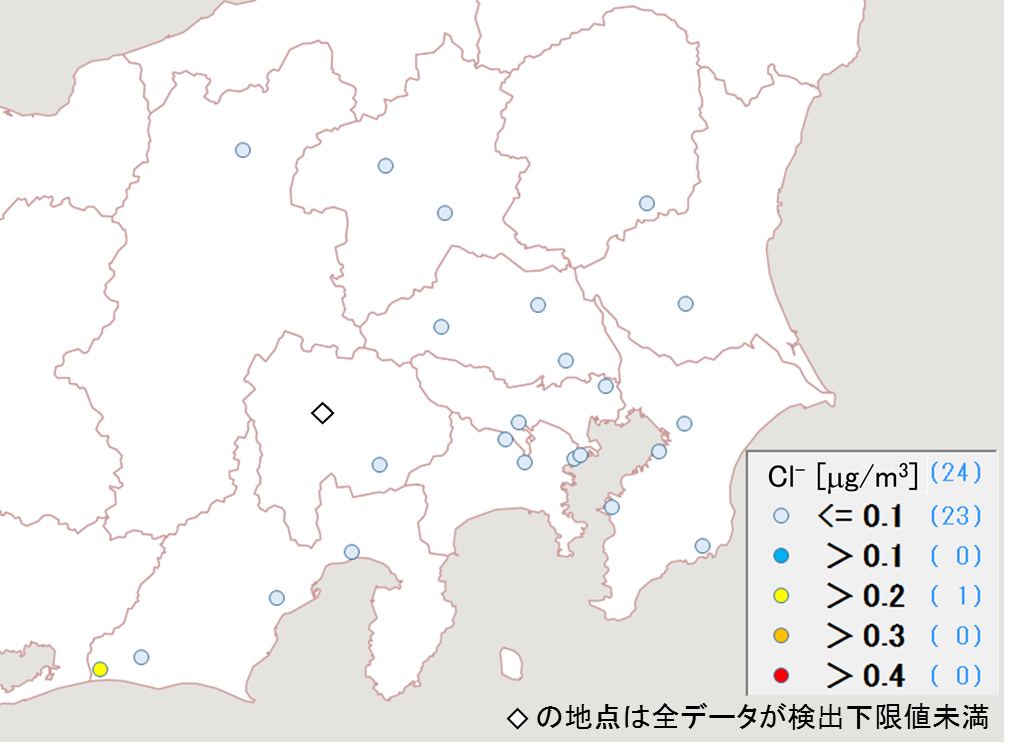 Cl⁻ [μg/m³] (24)
<= 0.1 (23)
> 0.1 ( 0)
> 0.2 ( 1)
> 0.3 ( 0)
> 0.4 ( 0)
◇の地点は全データが検出下限値未満